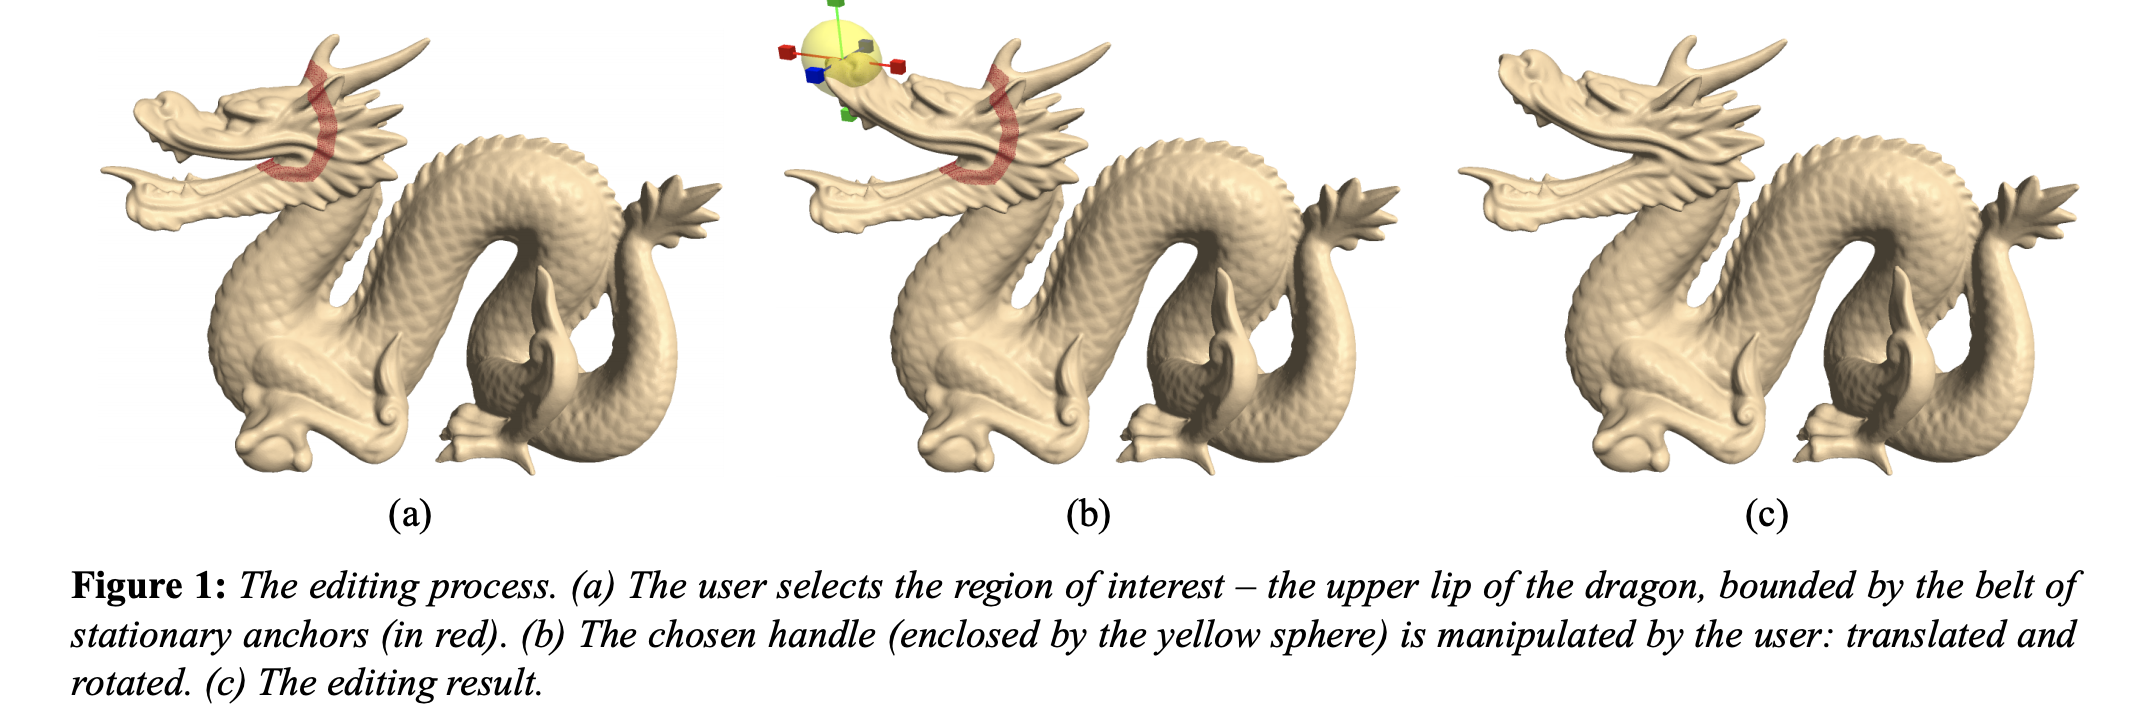 (a) (b) (c)
Figure 1: The editing process. (a) The user selects the region of interest – the upper lip of the dragon, bounded by the belt of
stationary anchors (in red). (b) The chosen handle (enclosed by the yellow sphere) is manipulated by the user: translated and
rotated. (c) The editing result.